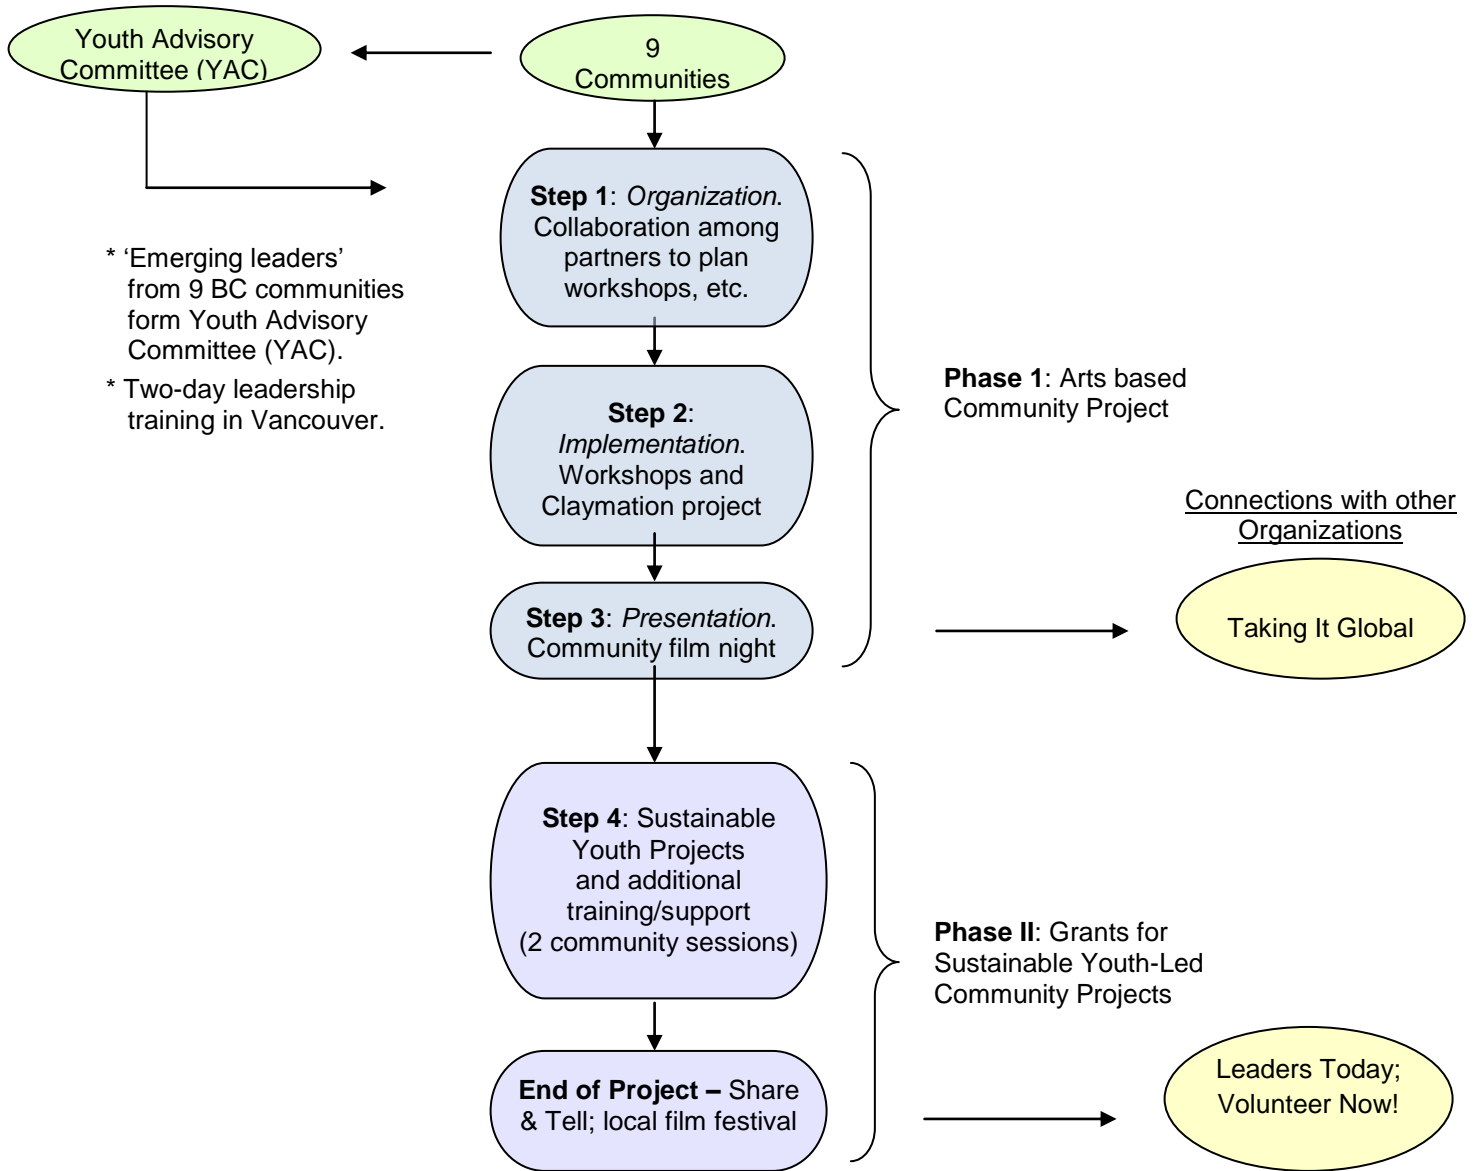 Youth Advisory
Committee (YAC)
9
Communities
Step 1: Organization.
Collaboration among
partners to plan
workshops, etc.
* ‘Emerging leaders’
from 9 BC communities
form Youth Advisory
Committee (YAC).
* Two-day leadership
training in Vancouver.
Step 2:
Implementation.
Workshops and
Claymation project
Phase 1: Arts based
Community Project
Step 3: Presentation.
Community film night
Connections with other
Organizations
Taking It Global
Step 4: Sustainable
Youth Projects
and additional
training/support
(2 community sessions)
Phase II: Grants for
Sustainable Youth-Led
Community Projects
End of Project – Share
& Tell; local film festival
Leaders Today;
Volunteer Now!